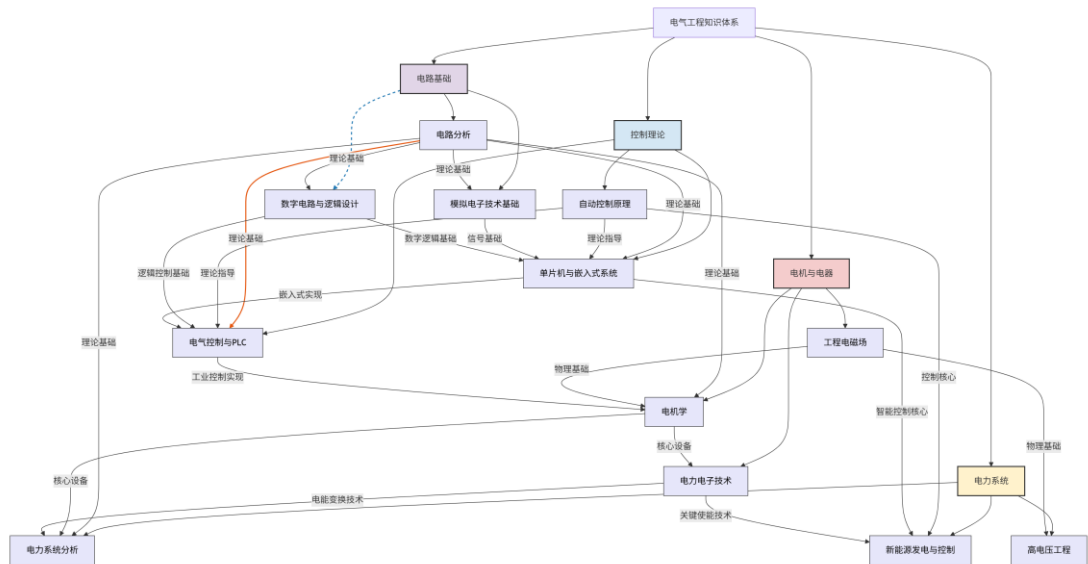 电气工程知识体系
电路基础
电路分析
控制理论
理论基础
理论基础
数字电路与逻辑设计
模拟电子技术基础
自动控制原理
理论基础
理论基础
数字逻辑基础
信号基础
理论指导
逻辑控制基础
理论指导
单片机与嵌入式系统
理论基础
电机与电器
嵌入式实现
电气控制与PLC
理论基础
工程电磁场
工业控制实现
物理基础
控制核心
电机学
智能控制核心
核心设备
物理基础
核心设备
电力电子技术
电力系统
电能变换技术
关键使能技术
电力系统分析
新能源发电与控制
高电压工程